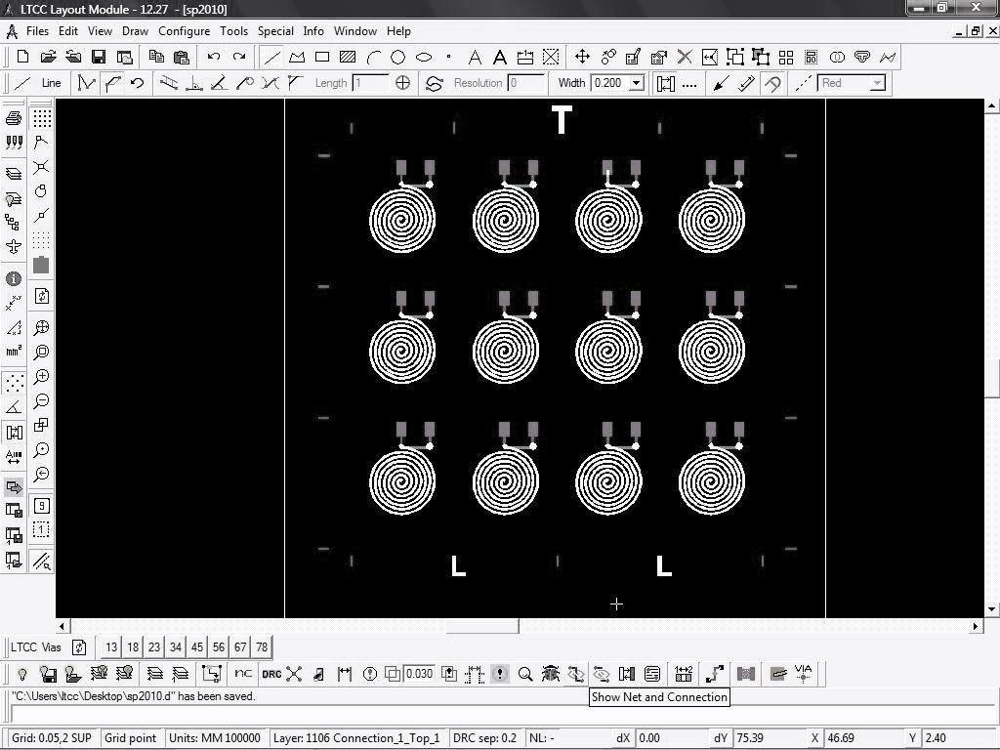 LTCC Layout Module - 12.27 - [sp2010]
Files Edit View Draw Configure Tools Special Info Window Help
Line Length 1 Resolution 0 Width 0.200 Red
T
mm²
L L
LTCC Vias 13 18 23 34 45 56 67 78
nc DRC 0.030 VIA
"C:\Users\ltcc\Desktop\sp2010.d" has been saved.
Show Net and Connection
Grid: 0.05,2 SUP Grid point Units: MM 100000 Layer: 1106 Connection_1_Top_1 DRC sep: 0.2 NL: - dX 0.00 dY 75.39 X 46.69 Y 2.40